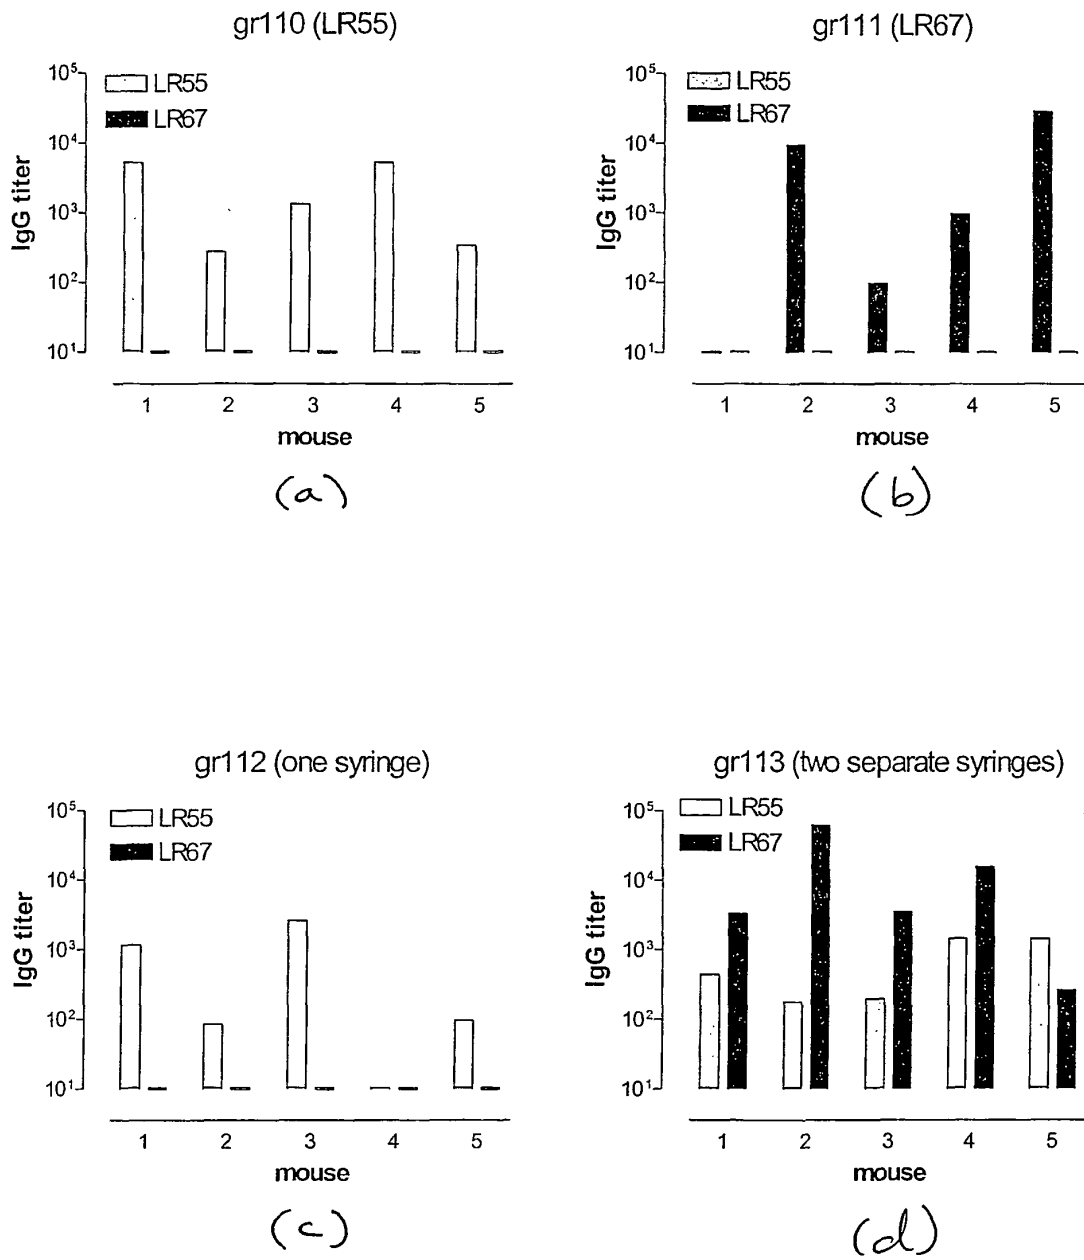 gr110 (LR55)
10⁵
10⁴
10³
10²
10¹
IgG titer
LR55
LR67
1 2 3 4 5
mouse
(a)
gr111 (LR67)
10⁵
10⁴
10³
10²
10¹
IgG titer
LR55
LR67
1 2 3 4 5
mouse
(b)
gr112 (one syringe)
10⁵
10⁴
10³
10²
10¹
IgG titer
LR55
LR67
1 2 3 4 5
mouse
(c)
gr113 (two separate syringes)
10⁵
10⁴
10³
10²
10¹
IgG titer
LR55
LR67
1 2 3 4 5
mouse
(d)